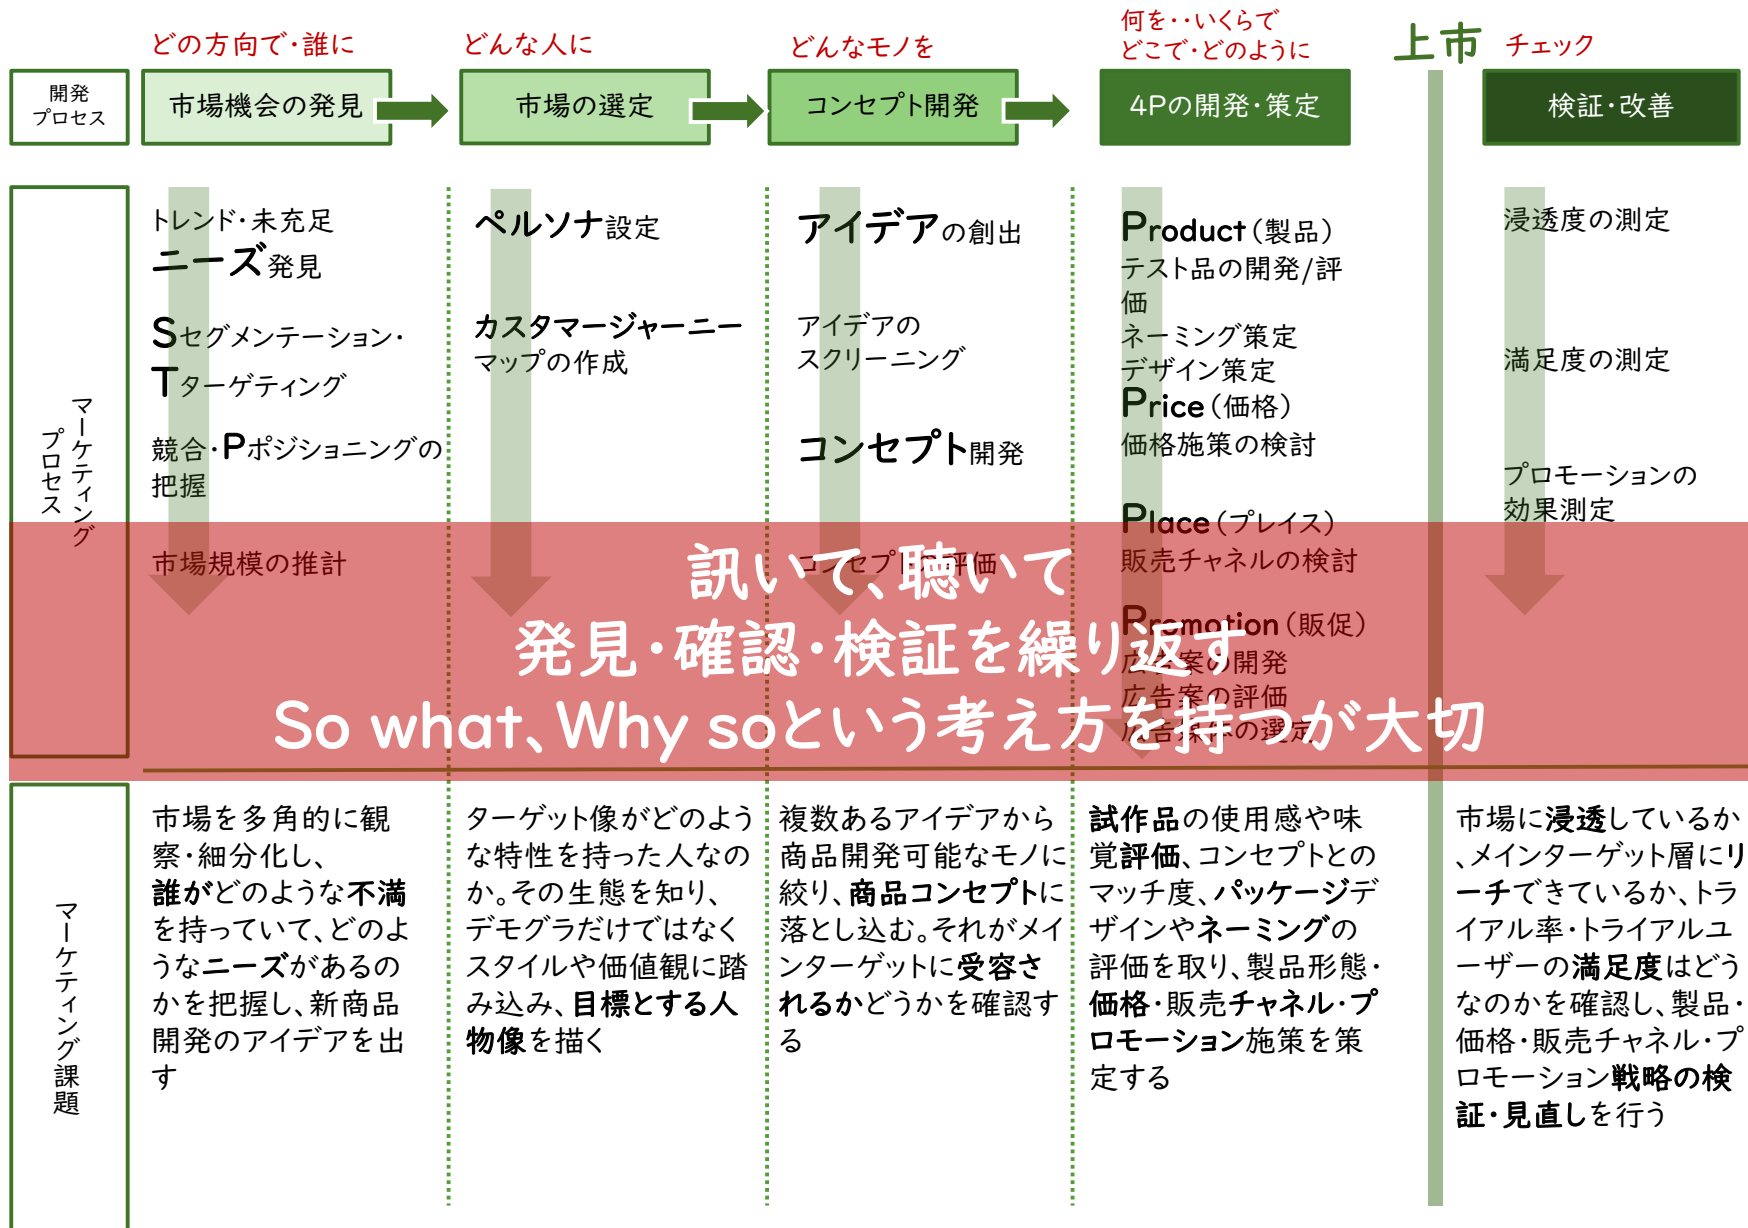 どの方向で・誰に
どんな人に
どんなモノを
何を・・いくらで
どこで・どのように
上市
チェック
開発
プロセス
市場機会の発見
市場の選定
コンセプト開発
4Pの開発・策定
検証・改善
マーケティング
プロセス
トレンド・未充足
ニーズ発見
Sセグメンテーション・
Tターゲティング
競合・Pポジショニングの
把握
市場規模の推計
ペルソナ設定
カスタマージャーニー
マップの作成
アイデアの創出
アイデアの
スクリーニング
コンセプト開発
コンセプトの評価
Product(製品)
テスト品の開発/評
価
ネーミング策定
デザイン策定
Price(価格)
価格施策の検討
Place(プレイス)
販売チャネルの検討
Promotion(販促)
広告案の開発
広告案の評価
広告媒体の選定
浸透度の測定
満足度の測定
プロモーションの
効果測定
訊いて、聴いて
発見・確認・検証を繰り返す
So what、Why soという考え方を持つが大切
マーケティング課題
市場を多角的に観
察・細分化し、
誰がどのような不満
を持っていて、どのよ
うなニーズがあるの
かを把握し、新商品
開発のアイデアを出
す
ターゲット像がどのよう
な特性を持った人なの
か。その生態を知り、
デモグラだけではなく
スタイルや価値観に踏
み込み、目標とする人
物像を描く
複数あるアイデアから
商品開発可能なモノに
絞り、商品コンセプトに
落とし込む。それがメイ
ンターゲットに受容さ
れるかどうかを確認す
る
試作品の使用感や味
覚評価、コンセプトとの
マッチ度、パッケージデ
ザインやネーミングの
評価を取り、製品形態・
価格・販売チャネル・プ
ロモーション施策を策
定する
市場に浸透しているか
、メインターゲット層にリ
ーチできているか、トラ
イアル率・トライアルユ
ーザーの満足度はどう
なのかを確認し、製品・
価格・販売チャネル・プ
ロモーション戦略の検
証・見直しを行う